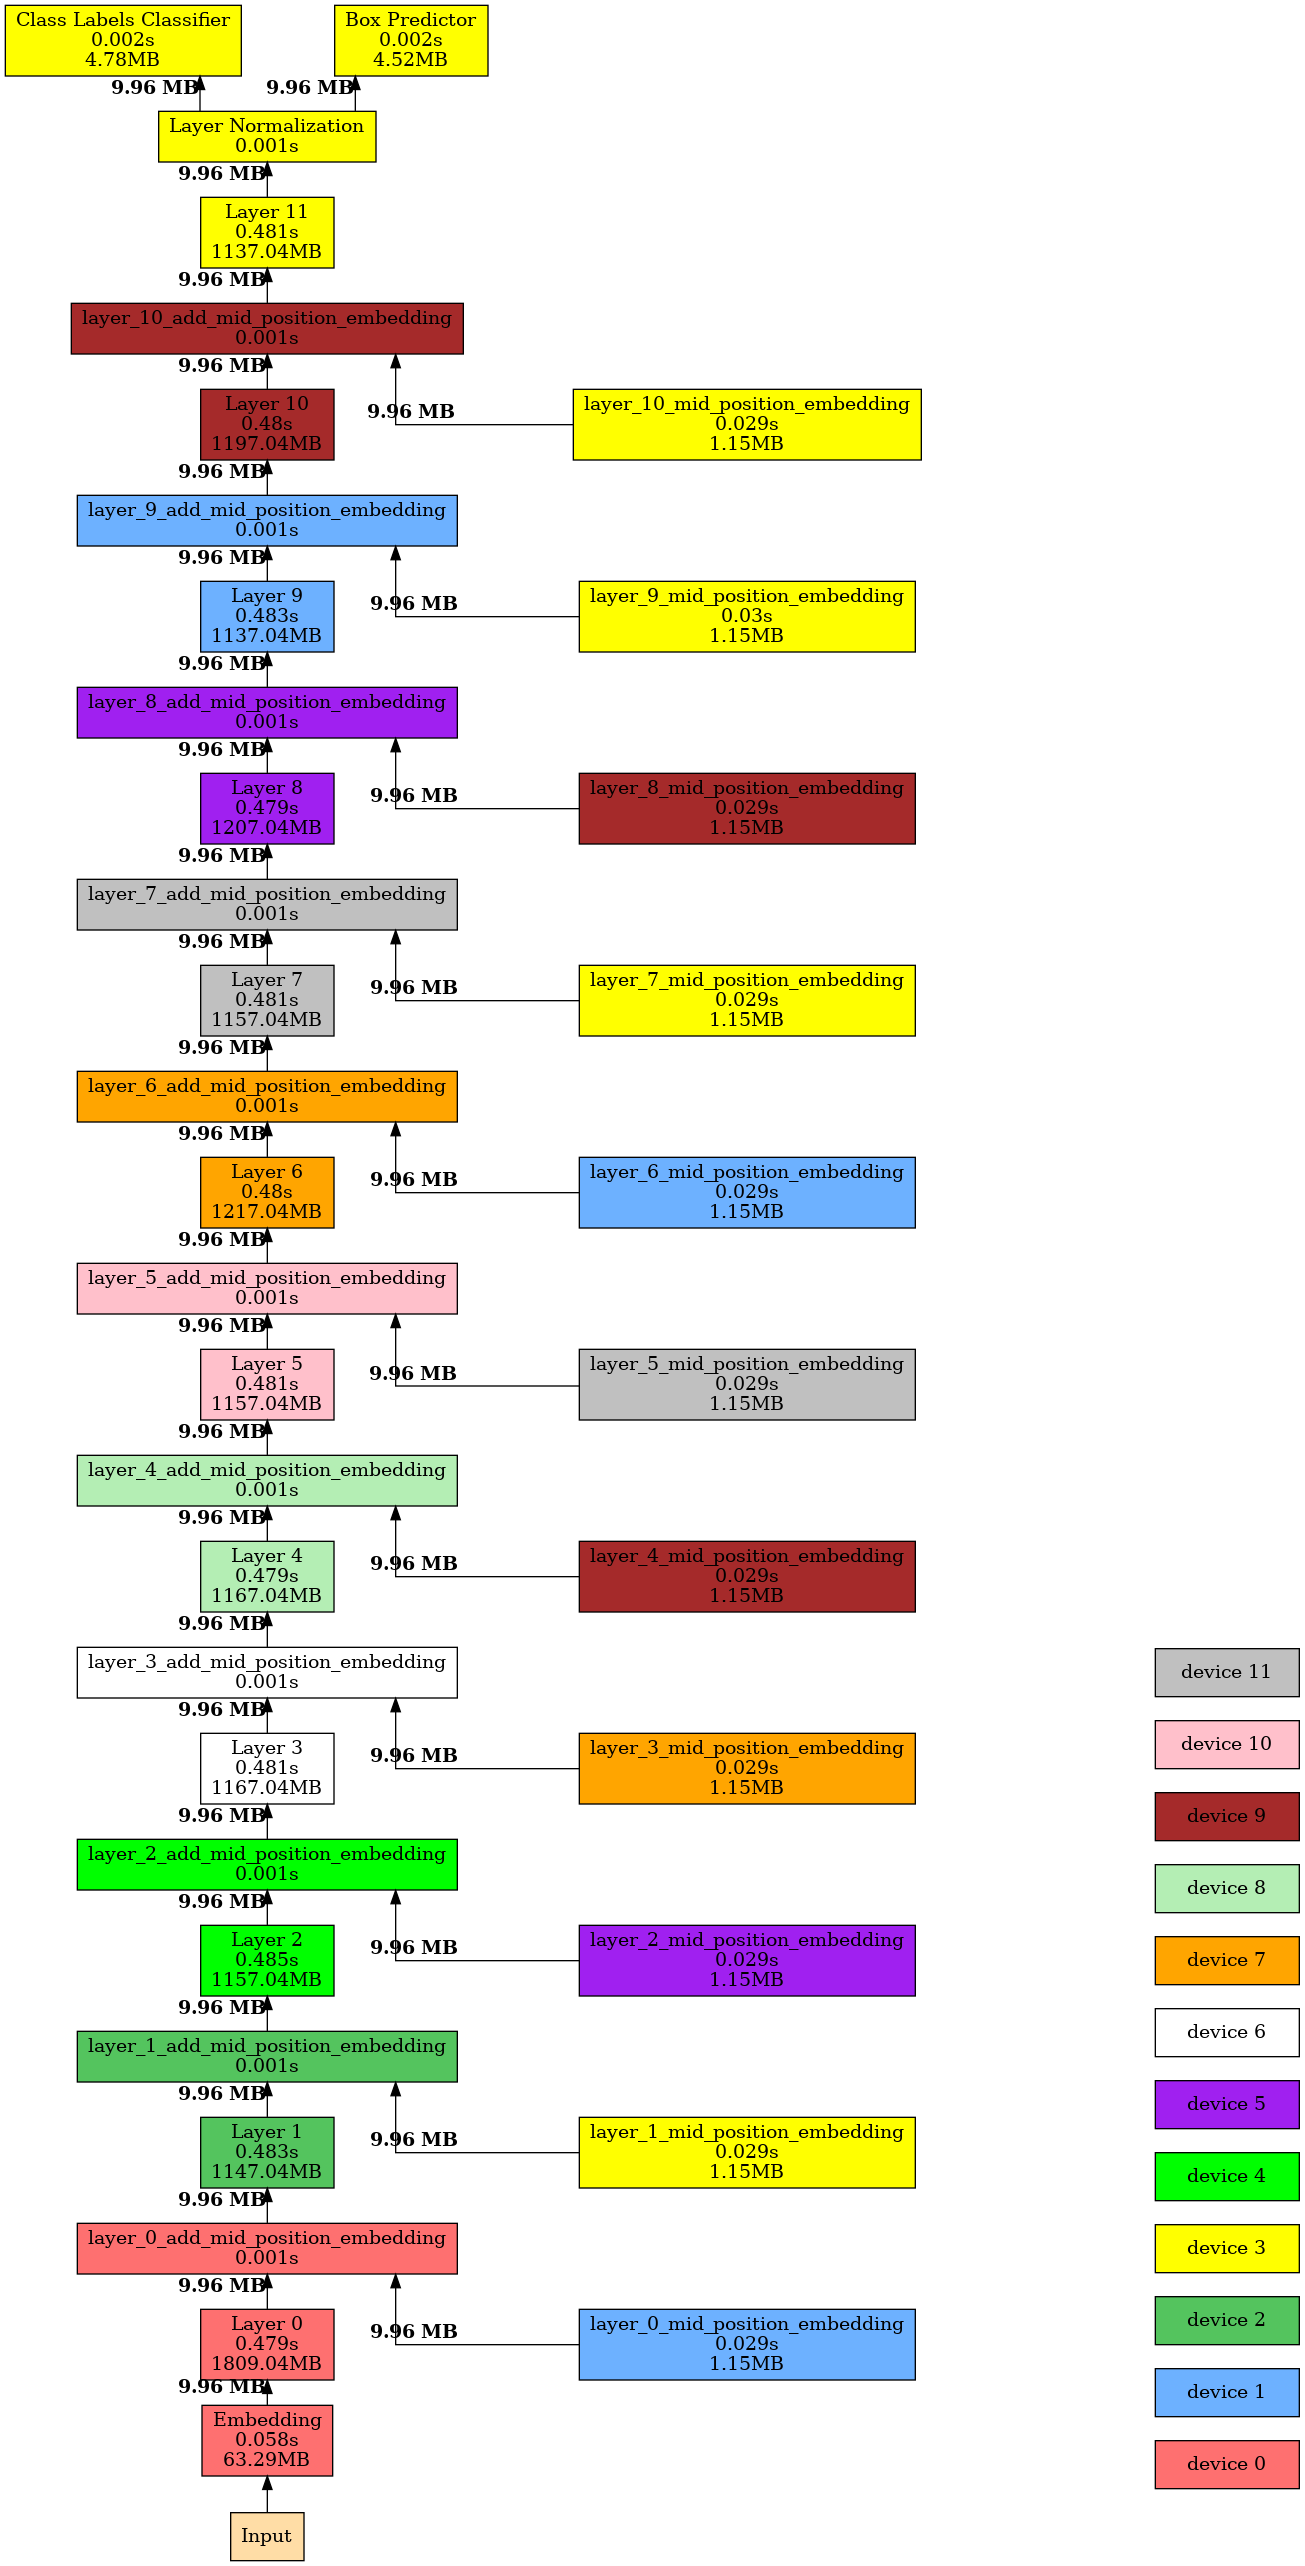 Class Labels Classifier
0.002s
4.78MB
Box Predictor
0.002s
4.52MB
9.96 MB
9.96 MB
Layer Normalization
0.001s
9.96 MB
Layer 11
0.481s
1137.04MB
9.96 MB
layer_10_add_mid_position_embedding
0.001s
9.96 MB
Layer 10
0.48s
1197.04MB
9.96 MB
layer_10_mid_position_embedding
0.029s
1.15MB
9.96 MB
layer_9_add_mid_position_embedding
0.001s
9.96 MB
Layer 9
0.483s
1137.04MB
9.96 MB
layer_9_mid_position_embedding
0.03s
1.15MB
9.96 MB
layer_8_add_mid_position_embedding
0.001s
9.96 MB
Layer 8
0.479s
1207.04MB
9.96 MB
layer_8_mid_position_embedding
0.029s
1.15MB
9.96 MB
layer_7_add_mid_position_embedding
0.001s
9.96 MB
Layer 7
0.481s
1157.04MB
9.96 MB
layer_7_mid_position_embedding
0.029s
1.15MB
9.96 MB
layer_6_add_mid_position_embedding
0.001s
9.96 MB
Layer 6
0.48s
1217.04MB
9.96 MB
layer_6_mid_position_embedding
0.029s
1.15MB
9.96 MB
layer_5_add_mid_position_embedding
0.001s
9.96 MB
Layer 5
0.481s
1157.04MB
9.96 MB
layer_5_mid_position_embedding
0.029s
1.15MB
9.96 MB
layer_4_add_mid_position_embedding
0.001s
9.96 MB
Layer 4
0.479s
1167.04MB
9.96 MB
layer_4_mid_position_embedding
0.029s
1.15MB
9.96 MB
layer_3_add_mid_position_embedding
0.001s
9.96 MB
Layer 3
0.481s
1167.04MB
9.96 MB
layer_3_mid_position_embedding
0.029s
1.15MB
9.96 MB
layer_2_add_mid_position_embedding
0.001s
9.96 MB
Layer 2
0.485s
1157.04MB
9.96 MB
layer_2_mid_position_embedding
0.029s
1.15MB
9.96 MB
layer_1_add_mid_position_embedding
0.001s
9.96 MB
Layer 1
0.483s
1147.04MB
9.96 MB
layer_1_mid_position_embedding
0.029s
1.15MB
9.96 MB
layer_0_add_mid_position_embedding
0.001s
9.96 MB
Layer 0
0.479s
1809.04MB
9.96 MB
layer_0_mid_position_embedding
0.029s
1.15MB
9.96 MB
Embedding
0.058s
63.29MB
Input
device 11
device 10
device 9
device 8
device 7
device 6
device 5
device 4
device 3
device 2
device 1
device 0